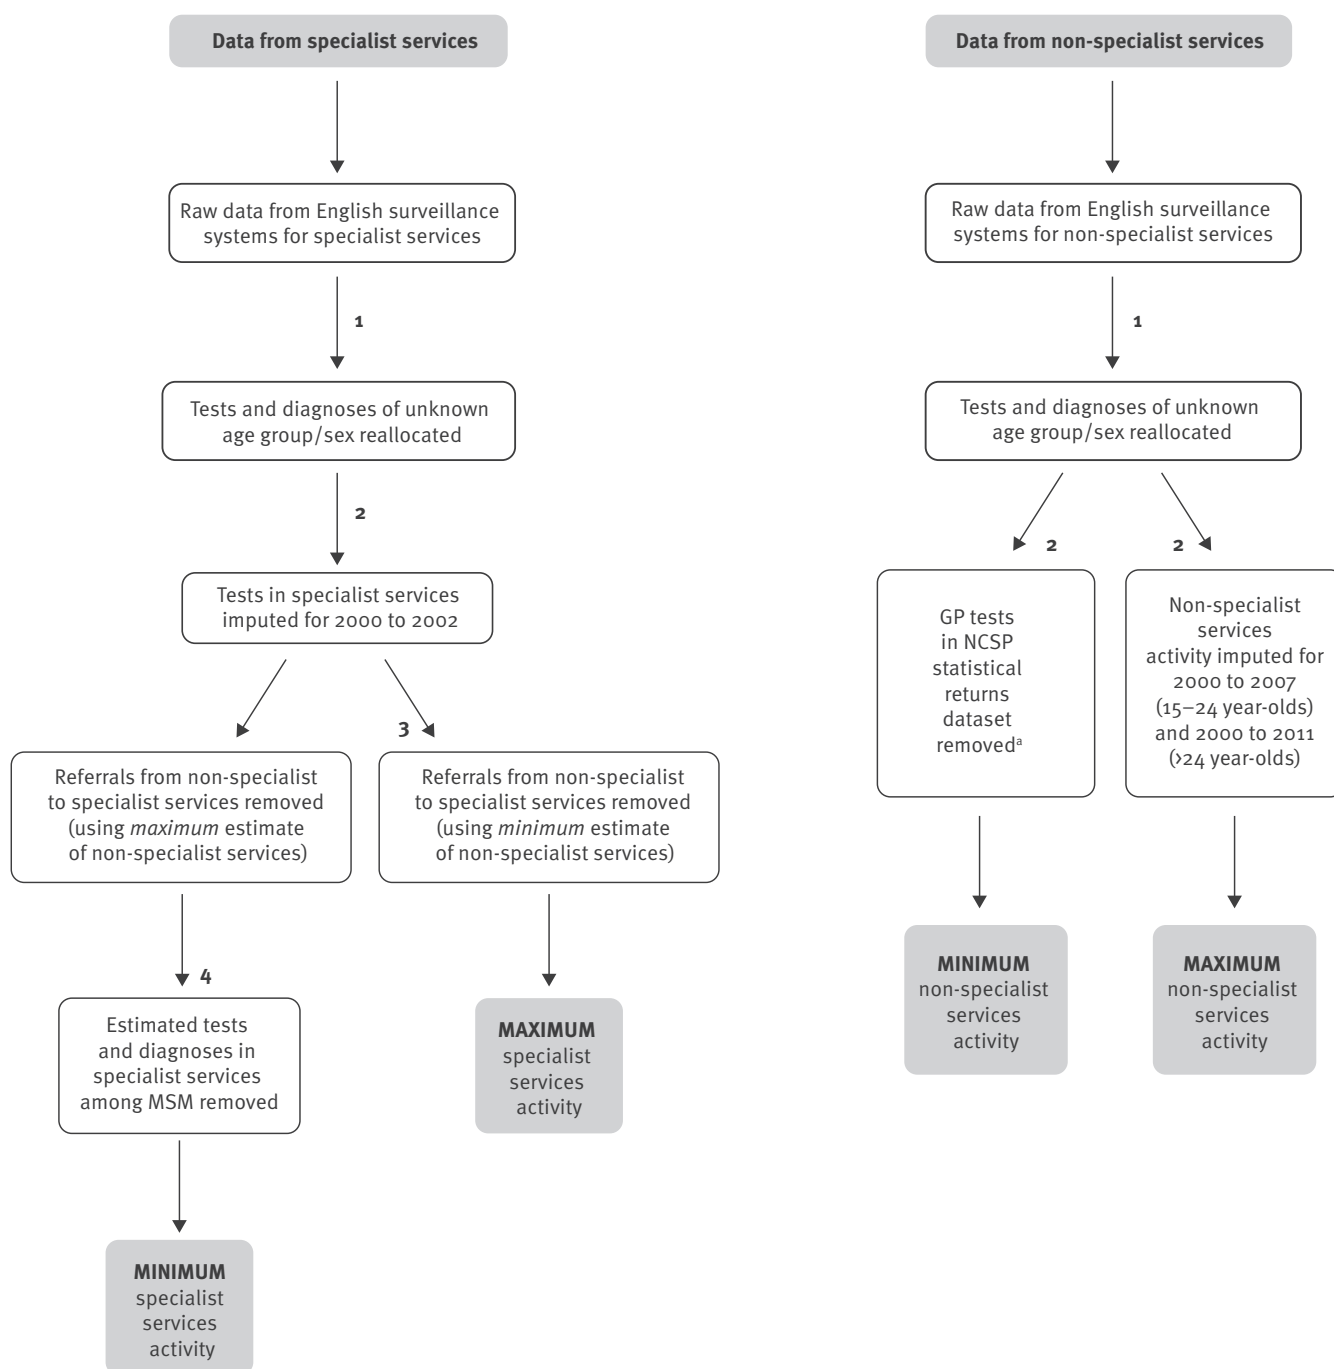 Data from specialist services
Raw data from English surveillance
systems for specialist services
1
Tests and diagnoses of unknown
age group/sex reallocated
2
Tests in specialist services
imputed for 2000 to 2002
3
Referrals from non-specialist
to specialist services removed
(using maximum estimate
of non-specialist services)
Referrals from non-specialist
to specialist services removed
(using minimum estimate
of non-specialist services)
4
Estimated tests
and diagnoses in
specialist services
among MSM removed
MAXIMUM
specialist
services
activity
MINIMUM
specialist
services
activity
Data from non-specialist services
Raw data from English surveillance
systems for non-specialist services
1
Tests and diagnoses of unknown
age group/sex reallocated
2
2
GP tests
in NCSP
statistical
returns
dataset
removedᵃ
Non-specialist
services
activity imputed for
2000 to 2007
(15–24 year-olds)
and 2000 to 2011
(>24 year-olds)
MINIMUM
non-specialist
services
activity
MAXIMUM
non-specialist
services
activity